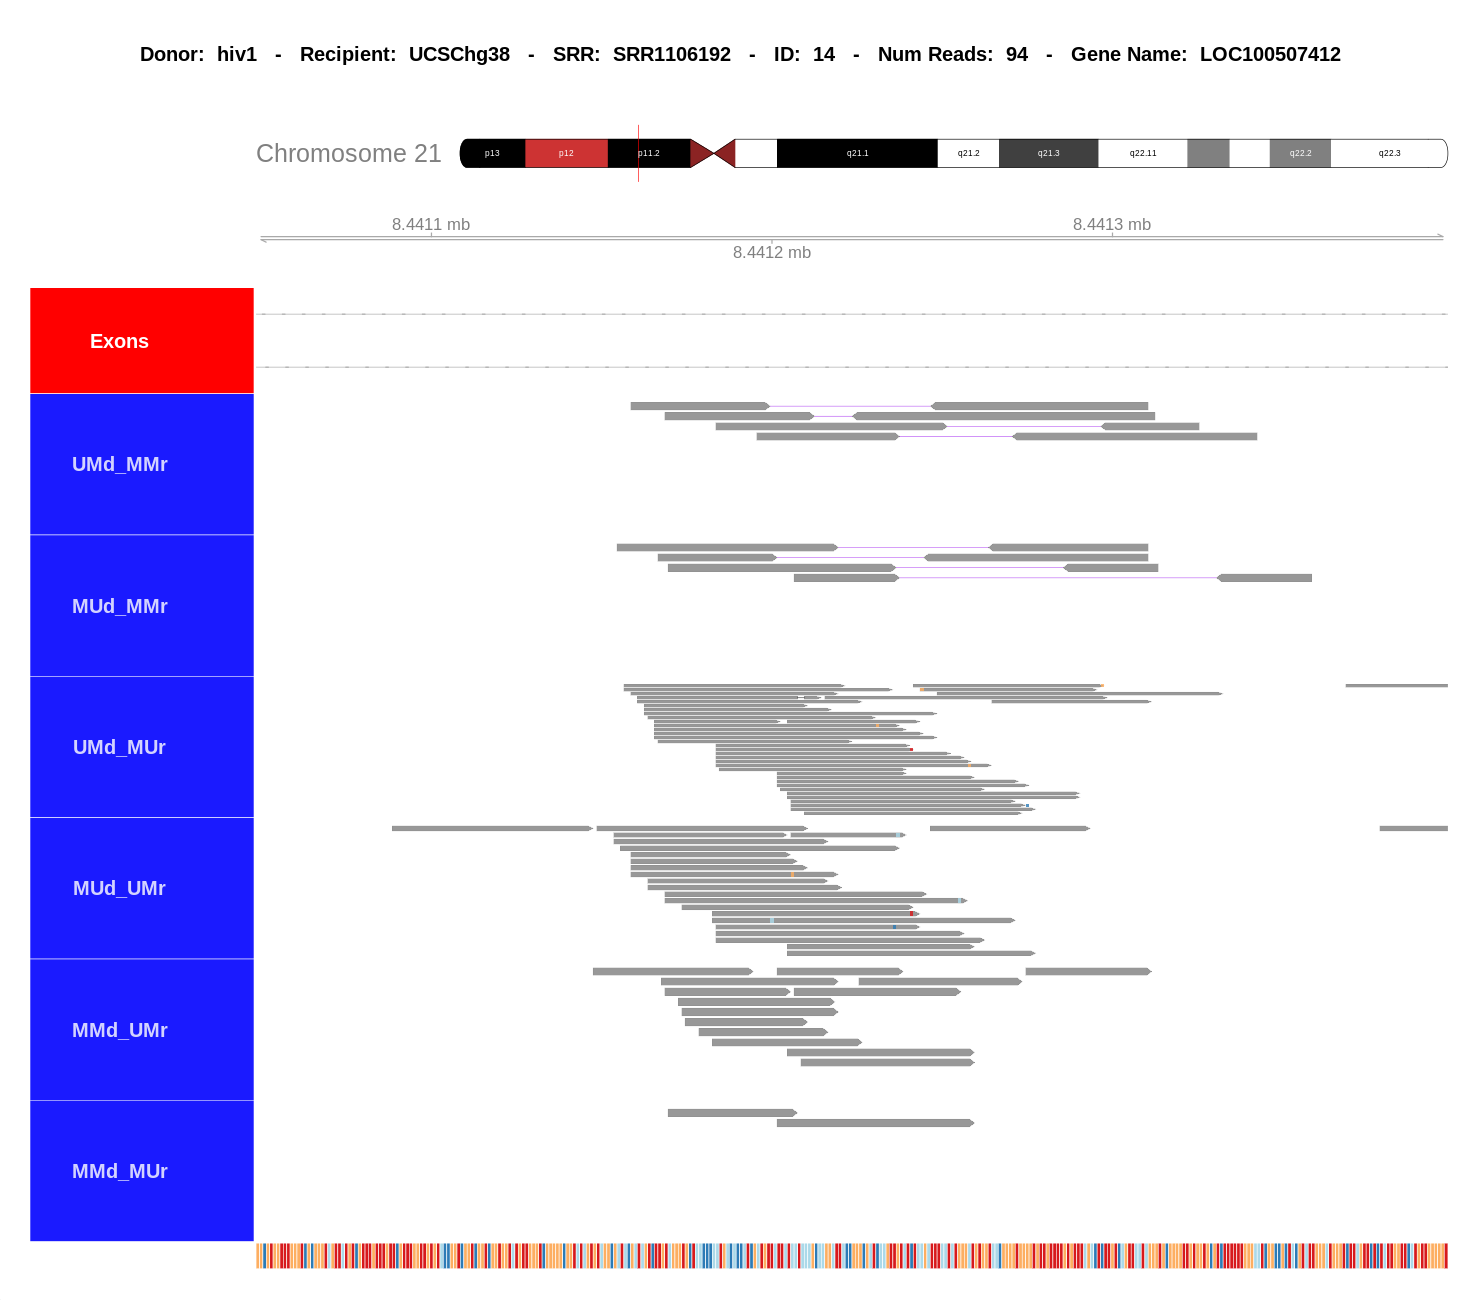 Donor: hiv1 - Recipient: UCSChg38 - SRR: SRR1106192 - ID: 14 - Num Reads: 94 - Gene Name: LOC100507412
Chromosome 21 p13 p12 p11.2 q21.1 q21.2 q21.3 q22.11 q22.2 q22.3
8.4411 mb 8.4413 mb
8.4412 mb
Exons
UMd_MMr
MUd_MMr
UMd_MUr
MUd_UMr
MMd_UMr
MMd_MUr